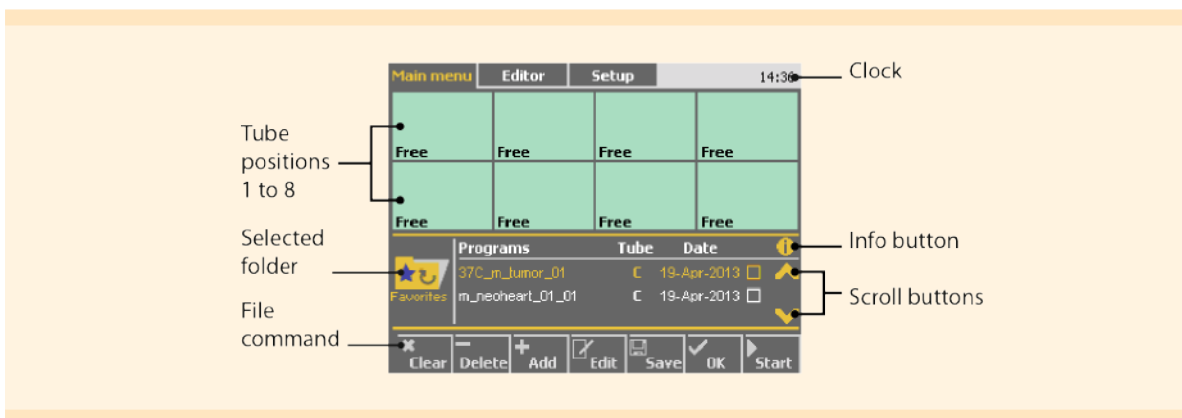 Main menu Editor Setup 14:36
Clock
Tube
positions
1 to 8
Free Free Free Free
Free Free Free Free
Selected
folder
Programs Tube Date
Info button
37C_m_tumor_01 C 19-Apr-2013
Favorites m_neoheart_01_01 C 19-Apr-2013
Scroll buttons
File
command
Clear Delete Add Edit Save OK Start